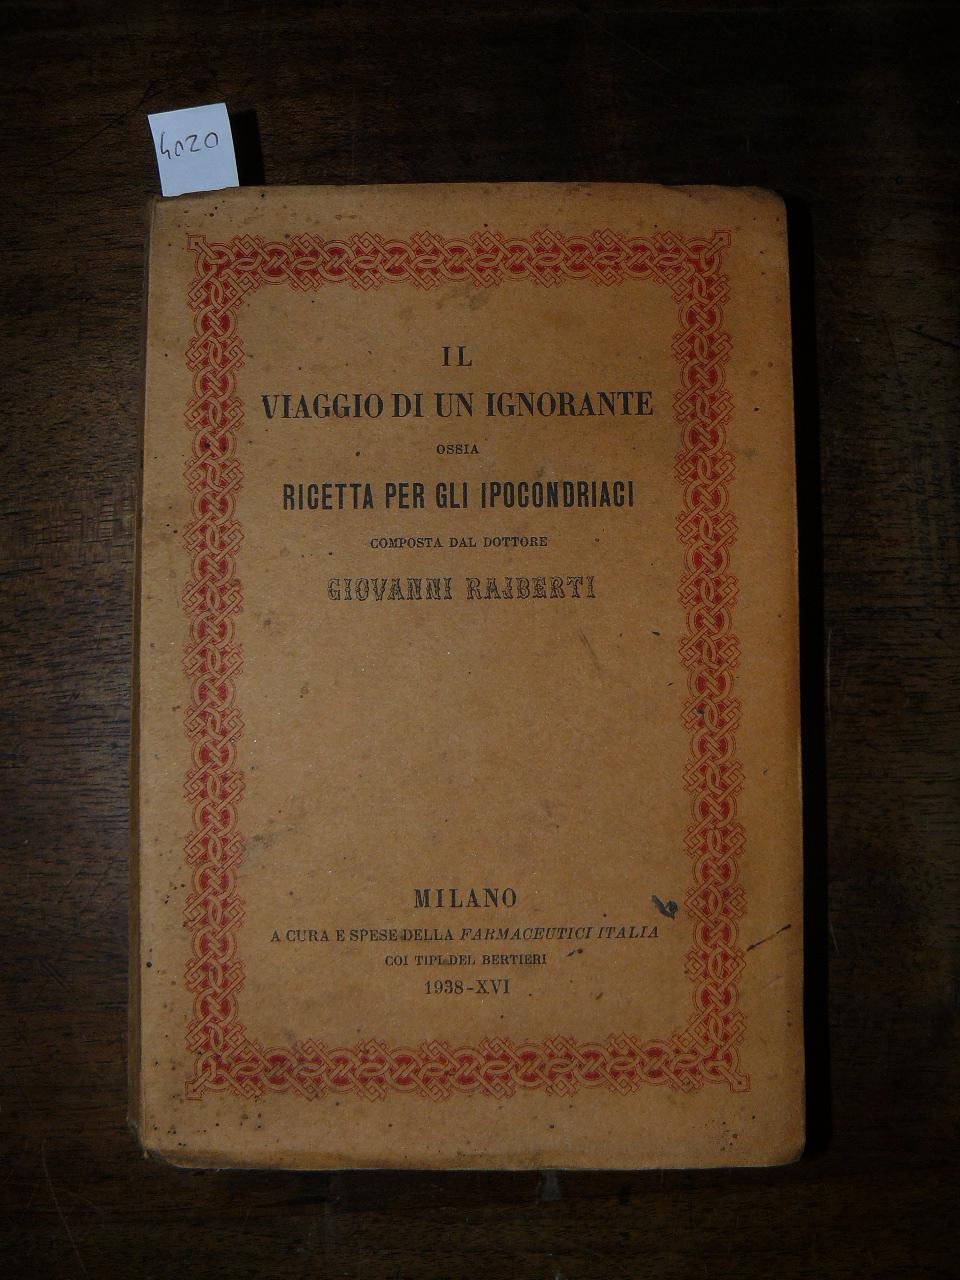 4020
IL
VIAGGIO DI UN IGNORANTE
OSSIA
RICETTA PER GLI IPOCONDRIACI
COMPOSTA DAL DOTTORE
GIOVANNI RAJBERTI
MILANO
A CURA E SPESE DELLA FARMACEUTICI ITALIA
COI TIPI DEL BERTIERI
1938-XVI